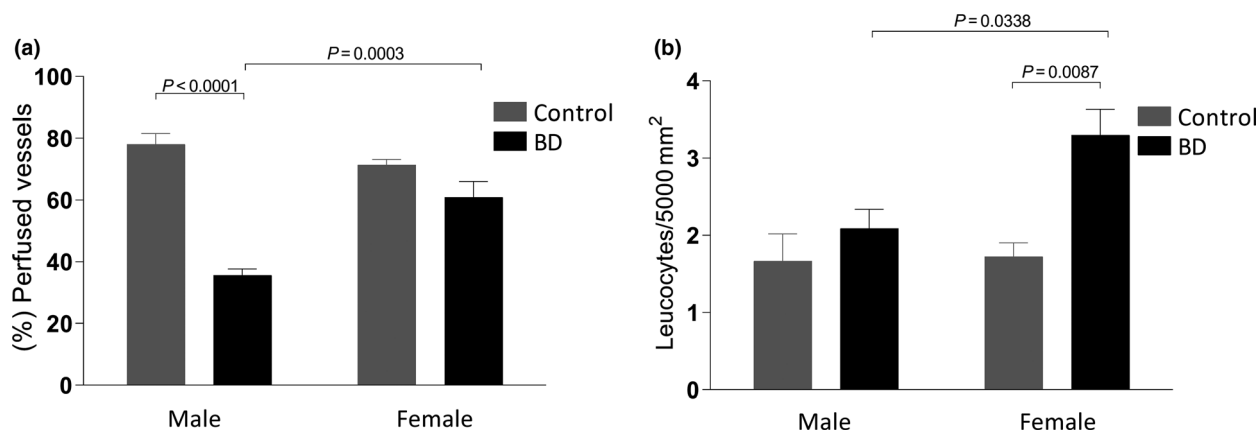 (a)
P = 0.0003
P < 0.0001
100
80
60
40
20
0
(%) Perfused vessels
Control
BD
Male
Female
(b)
P = 0.0338
P = 0.0087
4
3
2
1
0
Leucocytes/5000 mm²
Control
BD
Male
Female